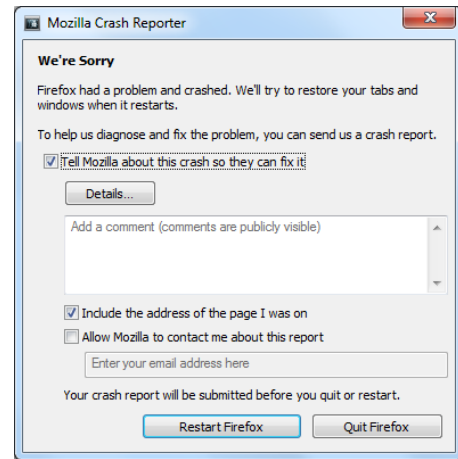 Mozilla Crash Reporter
We're Sorry
Firefox had a problem and crashed. We'll try to restore your tabs and
windows when it restarts.
To help us diagnose and fix the problem, you can send us a crash report.
Tell Mozilla about this crash so they can fix it
Details...
Add a comment (comments are publicly visible)
Include the address of the page I was on
Allow Mozilla to contact me about this report
Enter your email address here
Your crash report will be submitted before you quit or restart.
Restart Firefox
Quit Firefox